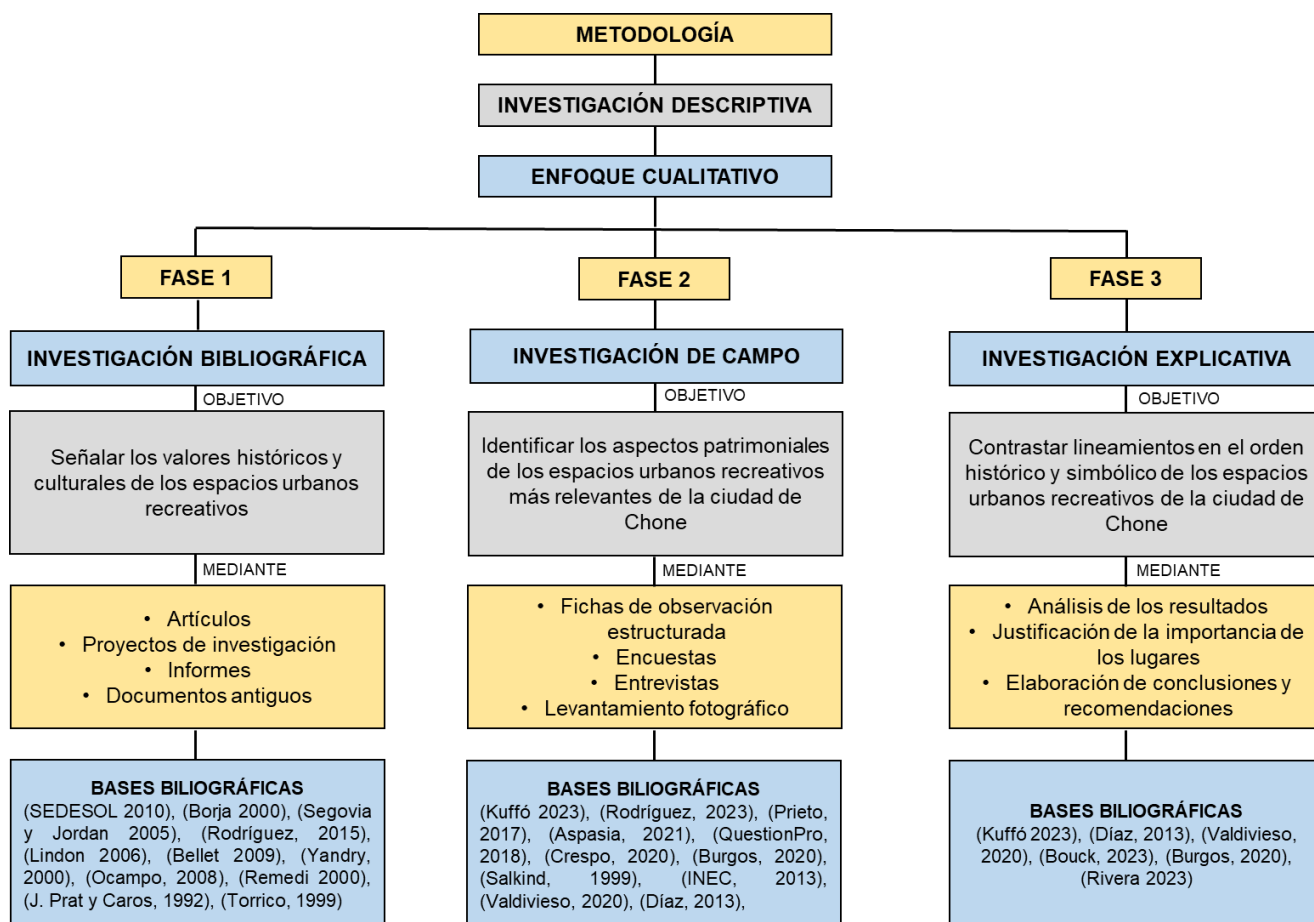 METODOLOGÍA
INVESTIGACIÓN DESCRIPTIVA
ENFOQUE CUALITATIVO
FASE 1
INVESTIGACIÓN BIBLIOGRÁFICA
OBJETIVO
Señalar los valores históricos y
culturales de los espacios urbanos
recreativos
MEDIANTE
• Artículos
• Proyectos de investigación
• Informes
• Documentos antiguos
BASES BILIOGRÁFICAS
(SEDESOL 2010), (Borja 2000), (Segovia
y Jordan 2005), (Rodríguez, 2015),
(Lindon 2006), (Bellet 2009), (Yandry,
2000), (Ocampo, 2008), (Remedi 2000),
(J. Prat y Caros, 1992), (Torrico, 1999)
FASE 2
INVESTIGACIÓN DE CAMPO
OBJETIVO
Identificar los aspectos patrimoniales
de los espacios urbanos recreativos
más relevantes de la ciudad de
Chone
MEDIANTE
• Fichas de observación
estructurada
• Encuestas
• Entrevistas
• Levantamiento fotográfico
BASES BILIOGRÁFICAS
(Kuffó 2023), (Rodríguez, 2023), (Prieto,
2017), (Aspasia, 2021), (QuestionPro,
2018), (Crespo, 2020), (Burgos, 2020),
(Salkind, 1999), (INEC, 2013),
(Valdivieso, 2020), (Díaz, 2013),
FASE 3
INVESTIGACIÓN EXPLICATIVA
OBJETIVO
Contrastar lineamientos en el orden
histórico y simbólico de los espacios
urbanos recreativos de la ciudad de
Chone
MEDIANTE
• Análisis de los resultados
• Justificación de la importancia de
los lugares
• Elaboración de conclusiones y
recomendaciones
BASES BILIOGRÁFICAS
(Kuffó 2023), (Díaz, 2013), (Valdivieso,
2020), (Bouck, 2023), (Burgos, 2020),
(Rivera 2023)